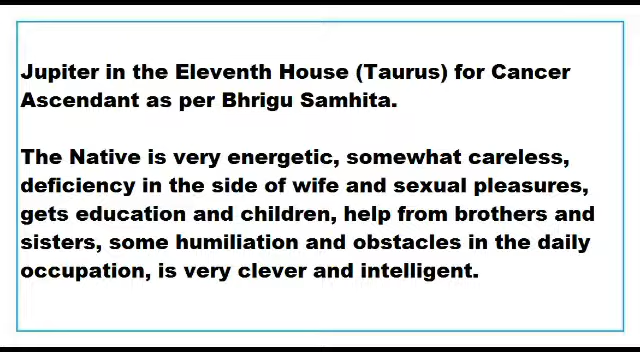 Jupiter in the Eleventh House (Taurus) for Cancer
Ascendant as per Bhrigu Samhita.
The Native is very energetic, somewhat careless,
deficiency in the side of wife and sexual pleasures,
gets education and children, help from brothers and
sisters, some humiliation and obstacles in the daily
occupation, is very clever and intelligent.